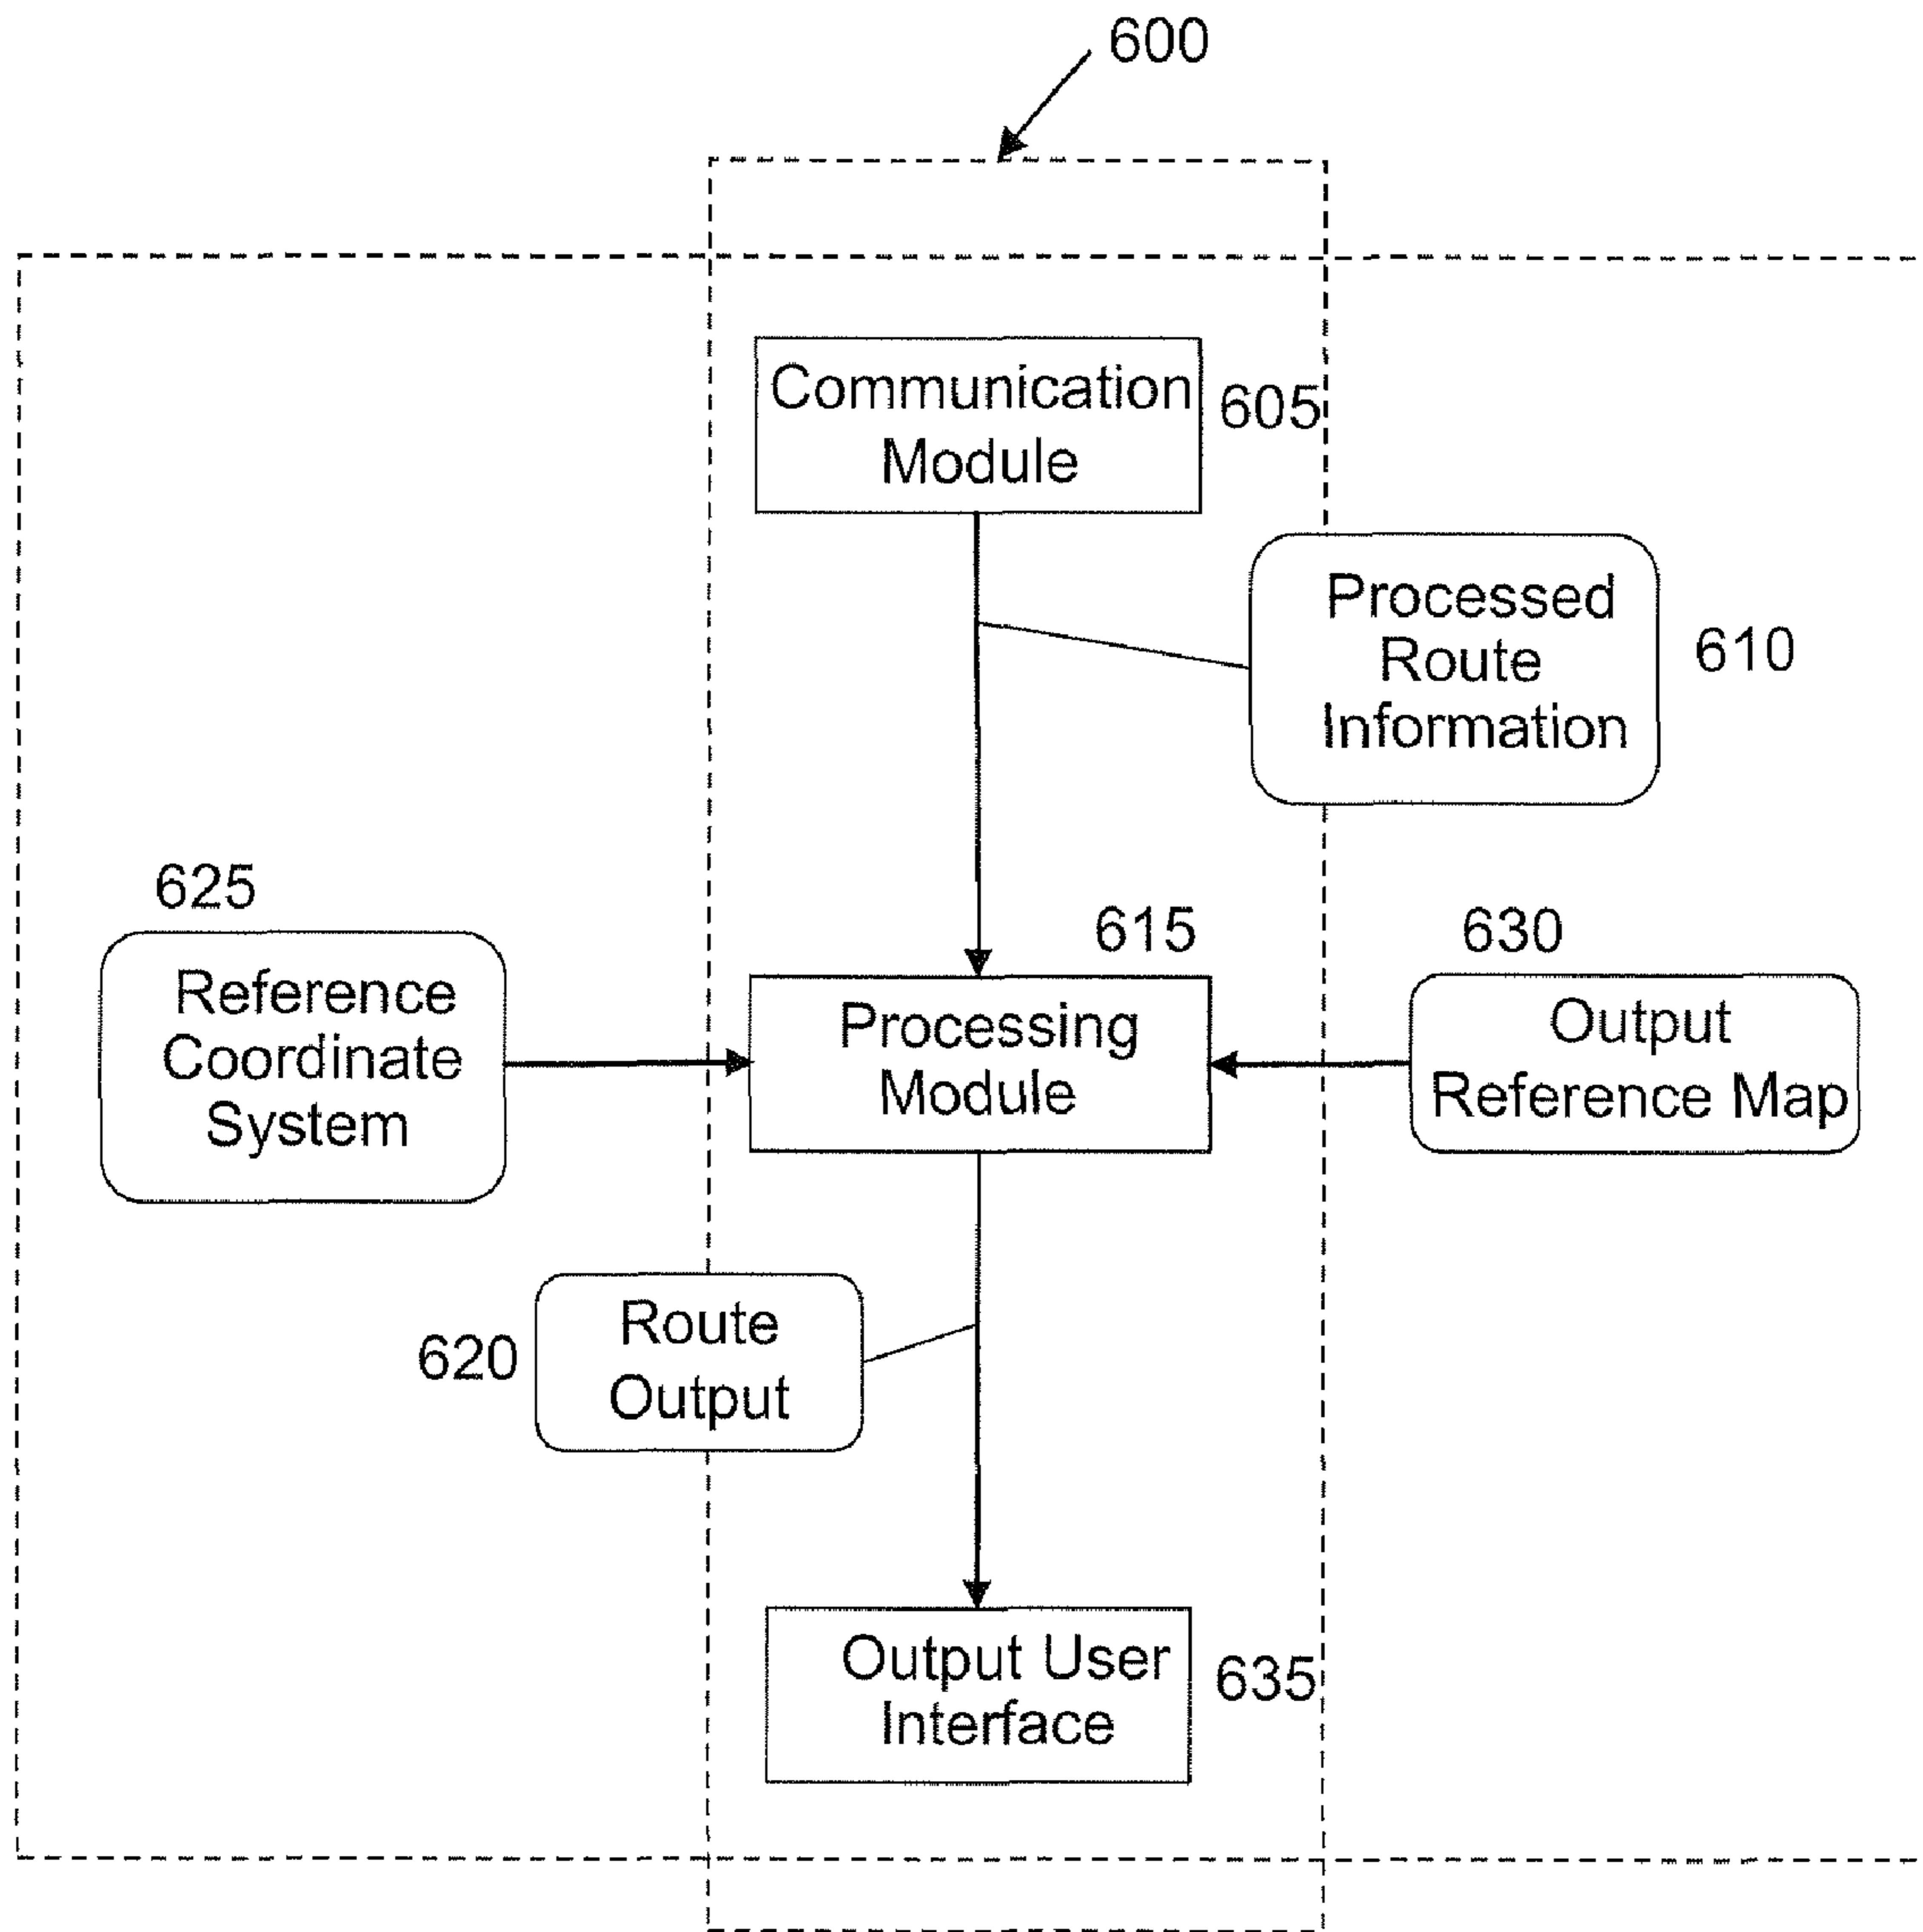 600
Communication
Module
605
Processed
Route
Information
610
625
Reference
Coordinate
System
615
Processing
Module
630
Output
Reference Map
620
Route
Output
Output User
Interface
635